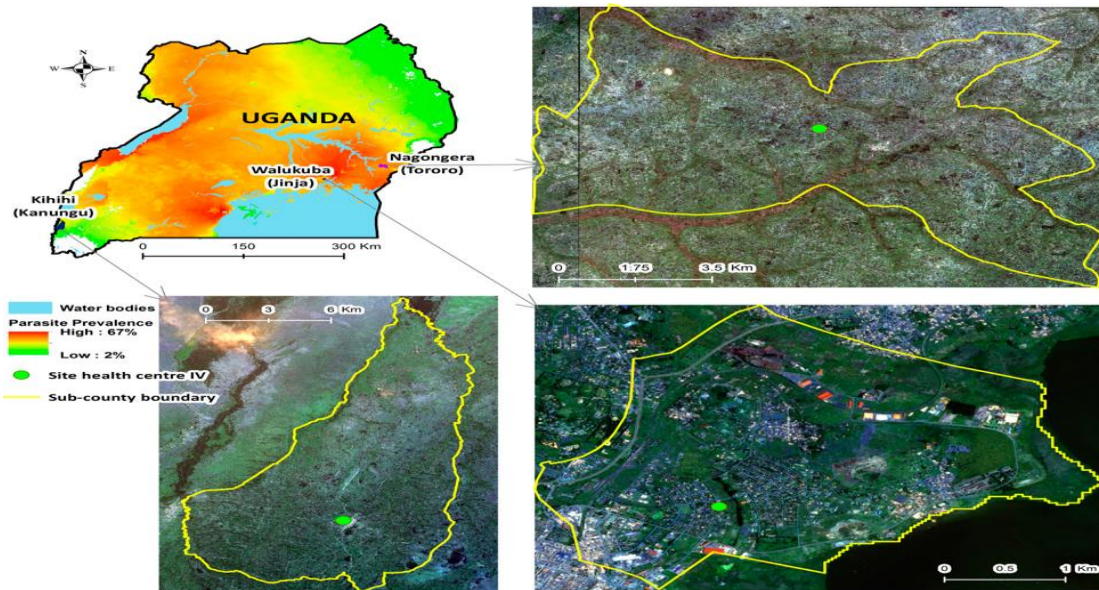 N
W E
S
UGANDA
Nagongera
(Tororo)
Walukuba
(Jinja)
Kihihi
(Kanungu)
0 150 300 Km
0 1.75 3.5 Km
Water bodies
Parasite Prevalence
High : 67%
Low : 2%
Site health centre IV
Sub-county boundary
0 3 6 Km
0 0.5 1 Km